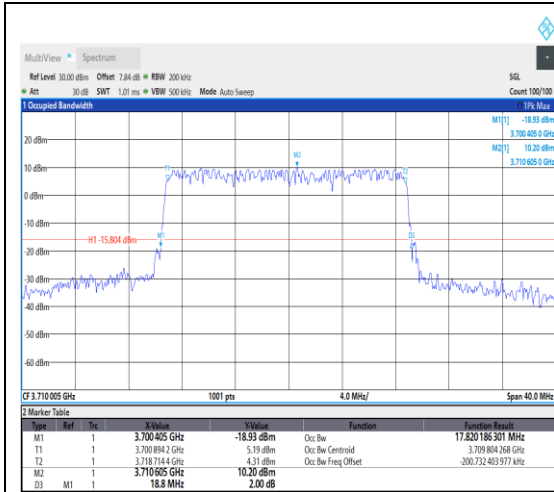 MultiView Spectrum
Ref Level 30.00 dBm Offset 7.84 dB RBW 200 kHz SGL
Att 30 dB SWT 1.01 ms VBW 500 kHz Mode Auto Sweep Count 100/100
1 Occupied Bandwidth 1Pk Max
M1[1] -18.93 dBm
3.700 405 0 GHz
M2[1] 10.20 dBm
3.710 605 0 GHz
20 dBm
M2
10 dBm
T1
T2
0 dBm
-10 dBm
H1 -15.804 dBm
M1
D3
-20 dBm
-30 dBm
-40 dBm
-50 dBm
-60 dBm
CF 3.710 005 GHz 1001 pts 4.0 MHz/ Span 40.0 MHz
2 Marker Table
Type Ref Trc X-Value Y-Value Function Function Result
M1 1 3.700 405 GHz -18.93 dBm Occ Bw 17.820 186 301 MHz
T1 1 3.700 894 2 GHz 5.19 dBm Occ Bw Centroid 3.709 804 268 GHz
T2 1 3.718 714 4 GHz 4.31 dBm Occ Bw Freq Offset -200.732 403 977 kHz
M2 1 3.710 605 GHz 10.20 dBm
D3 M1 1 18.8 MHz 2.00 dB